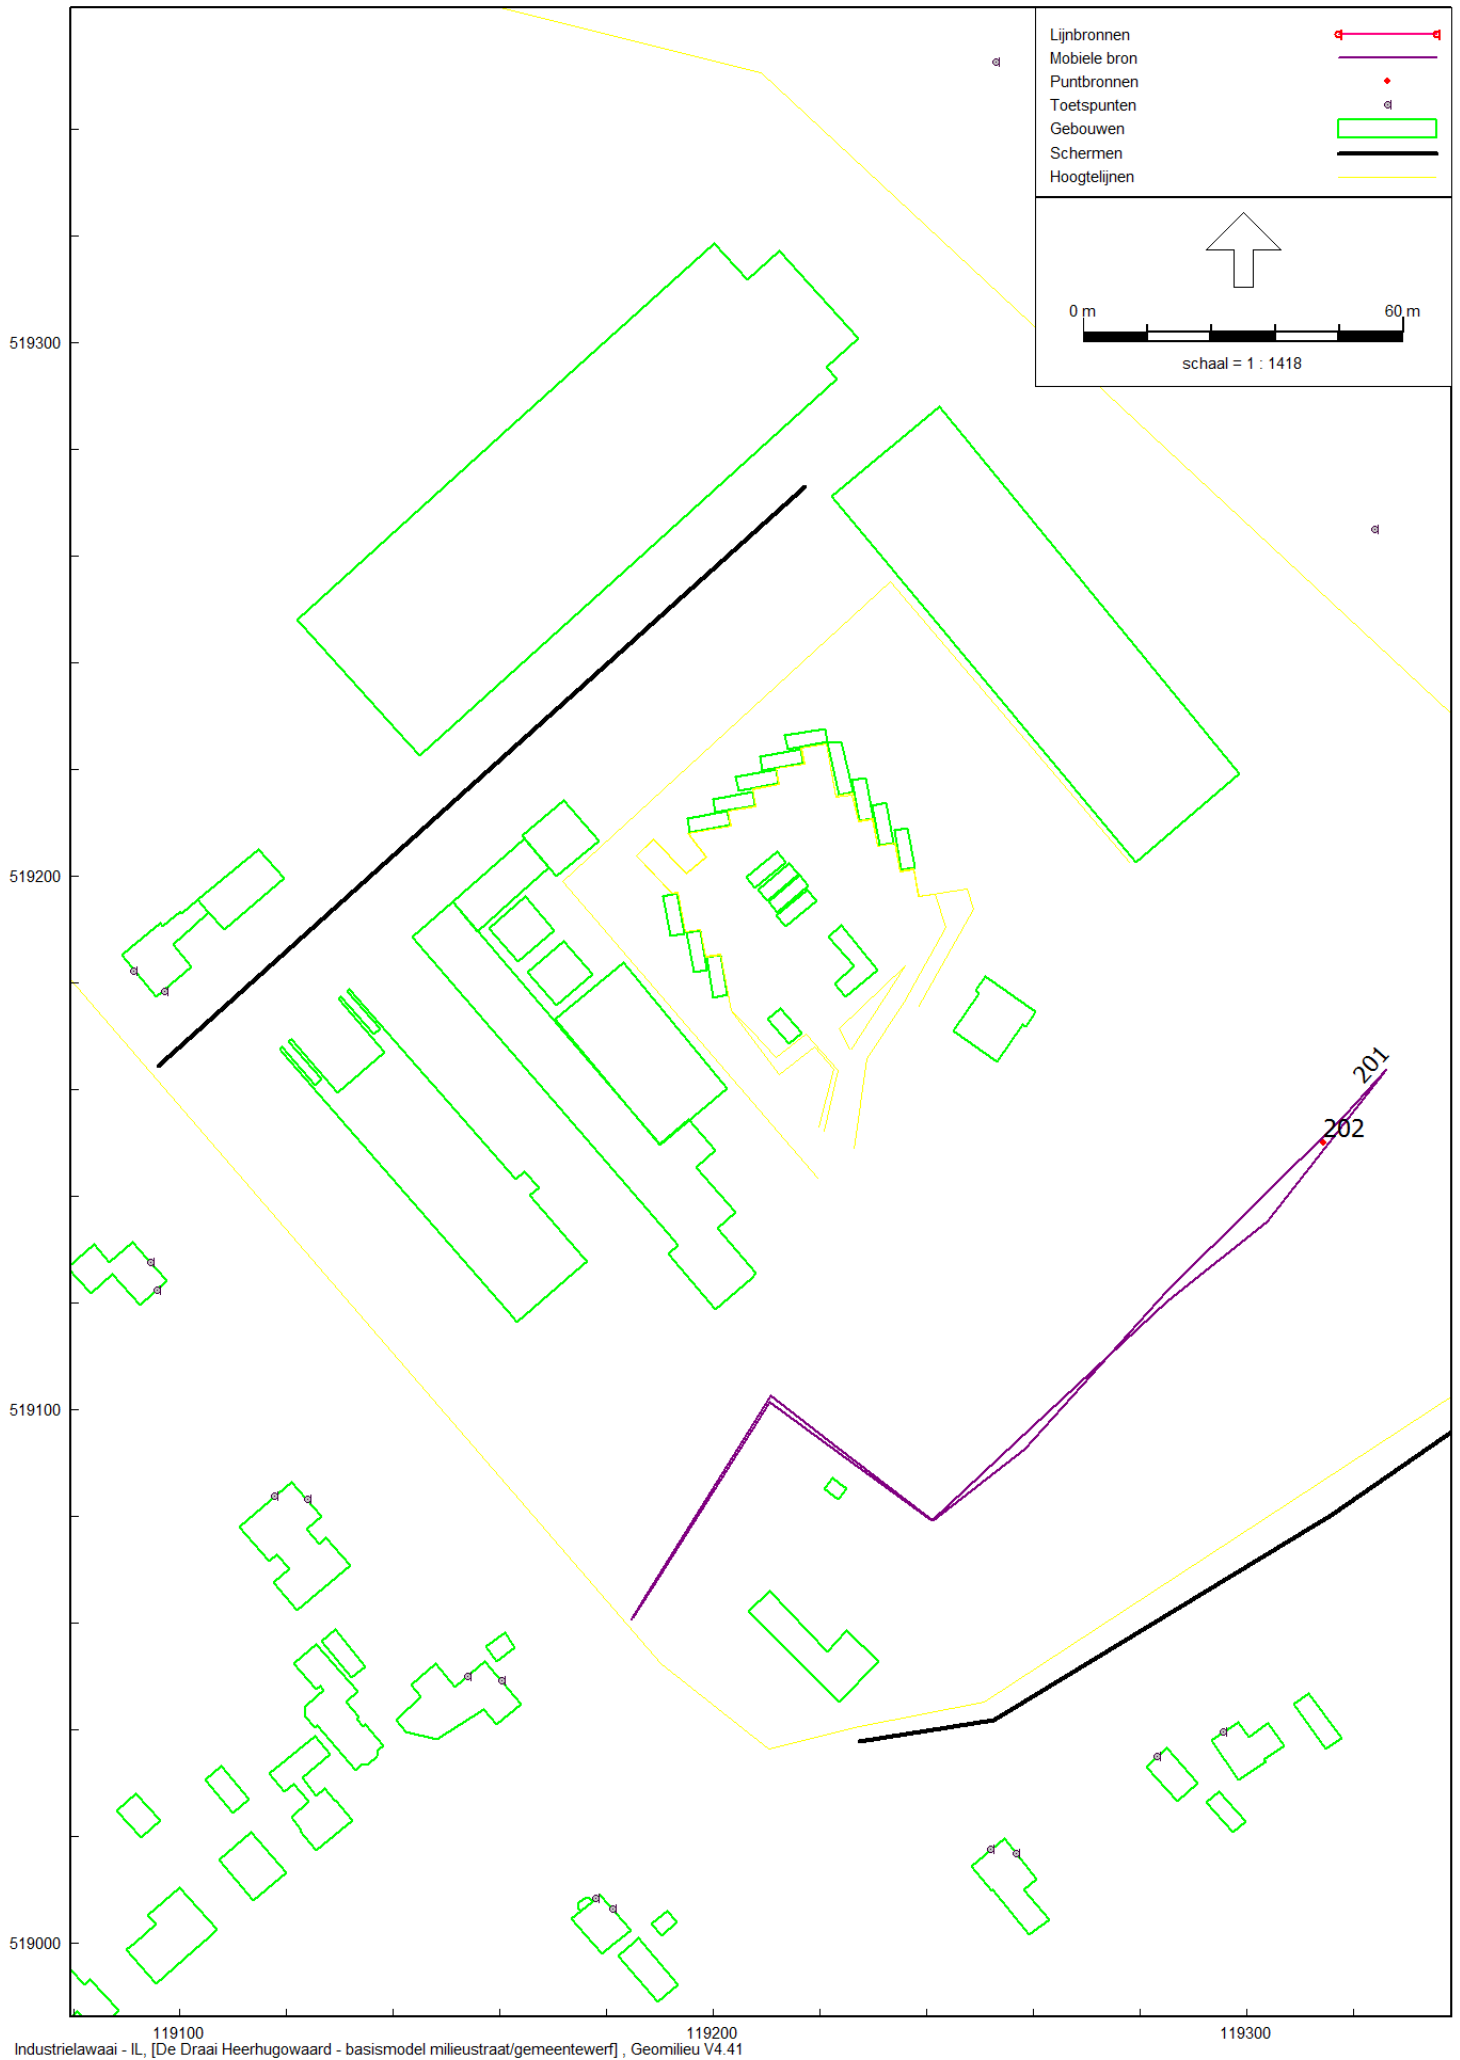 Lijnbronnen
Mobiele bron
Puntbronnen
Toetspunten
Gebouwen
Schermen
Hoogtelijnen
0 m 60 m
schaal = 1 : 1418
519300
519200
201
202
519100
519000
119100 119200 119300
Industrielawaai - IL, [De Draai Heerhugowaard - basismodel milieustraat/gemeentewerf] , Geomilieu V4.41